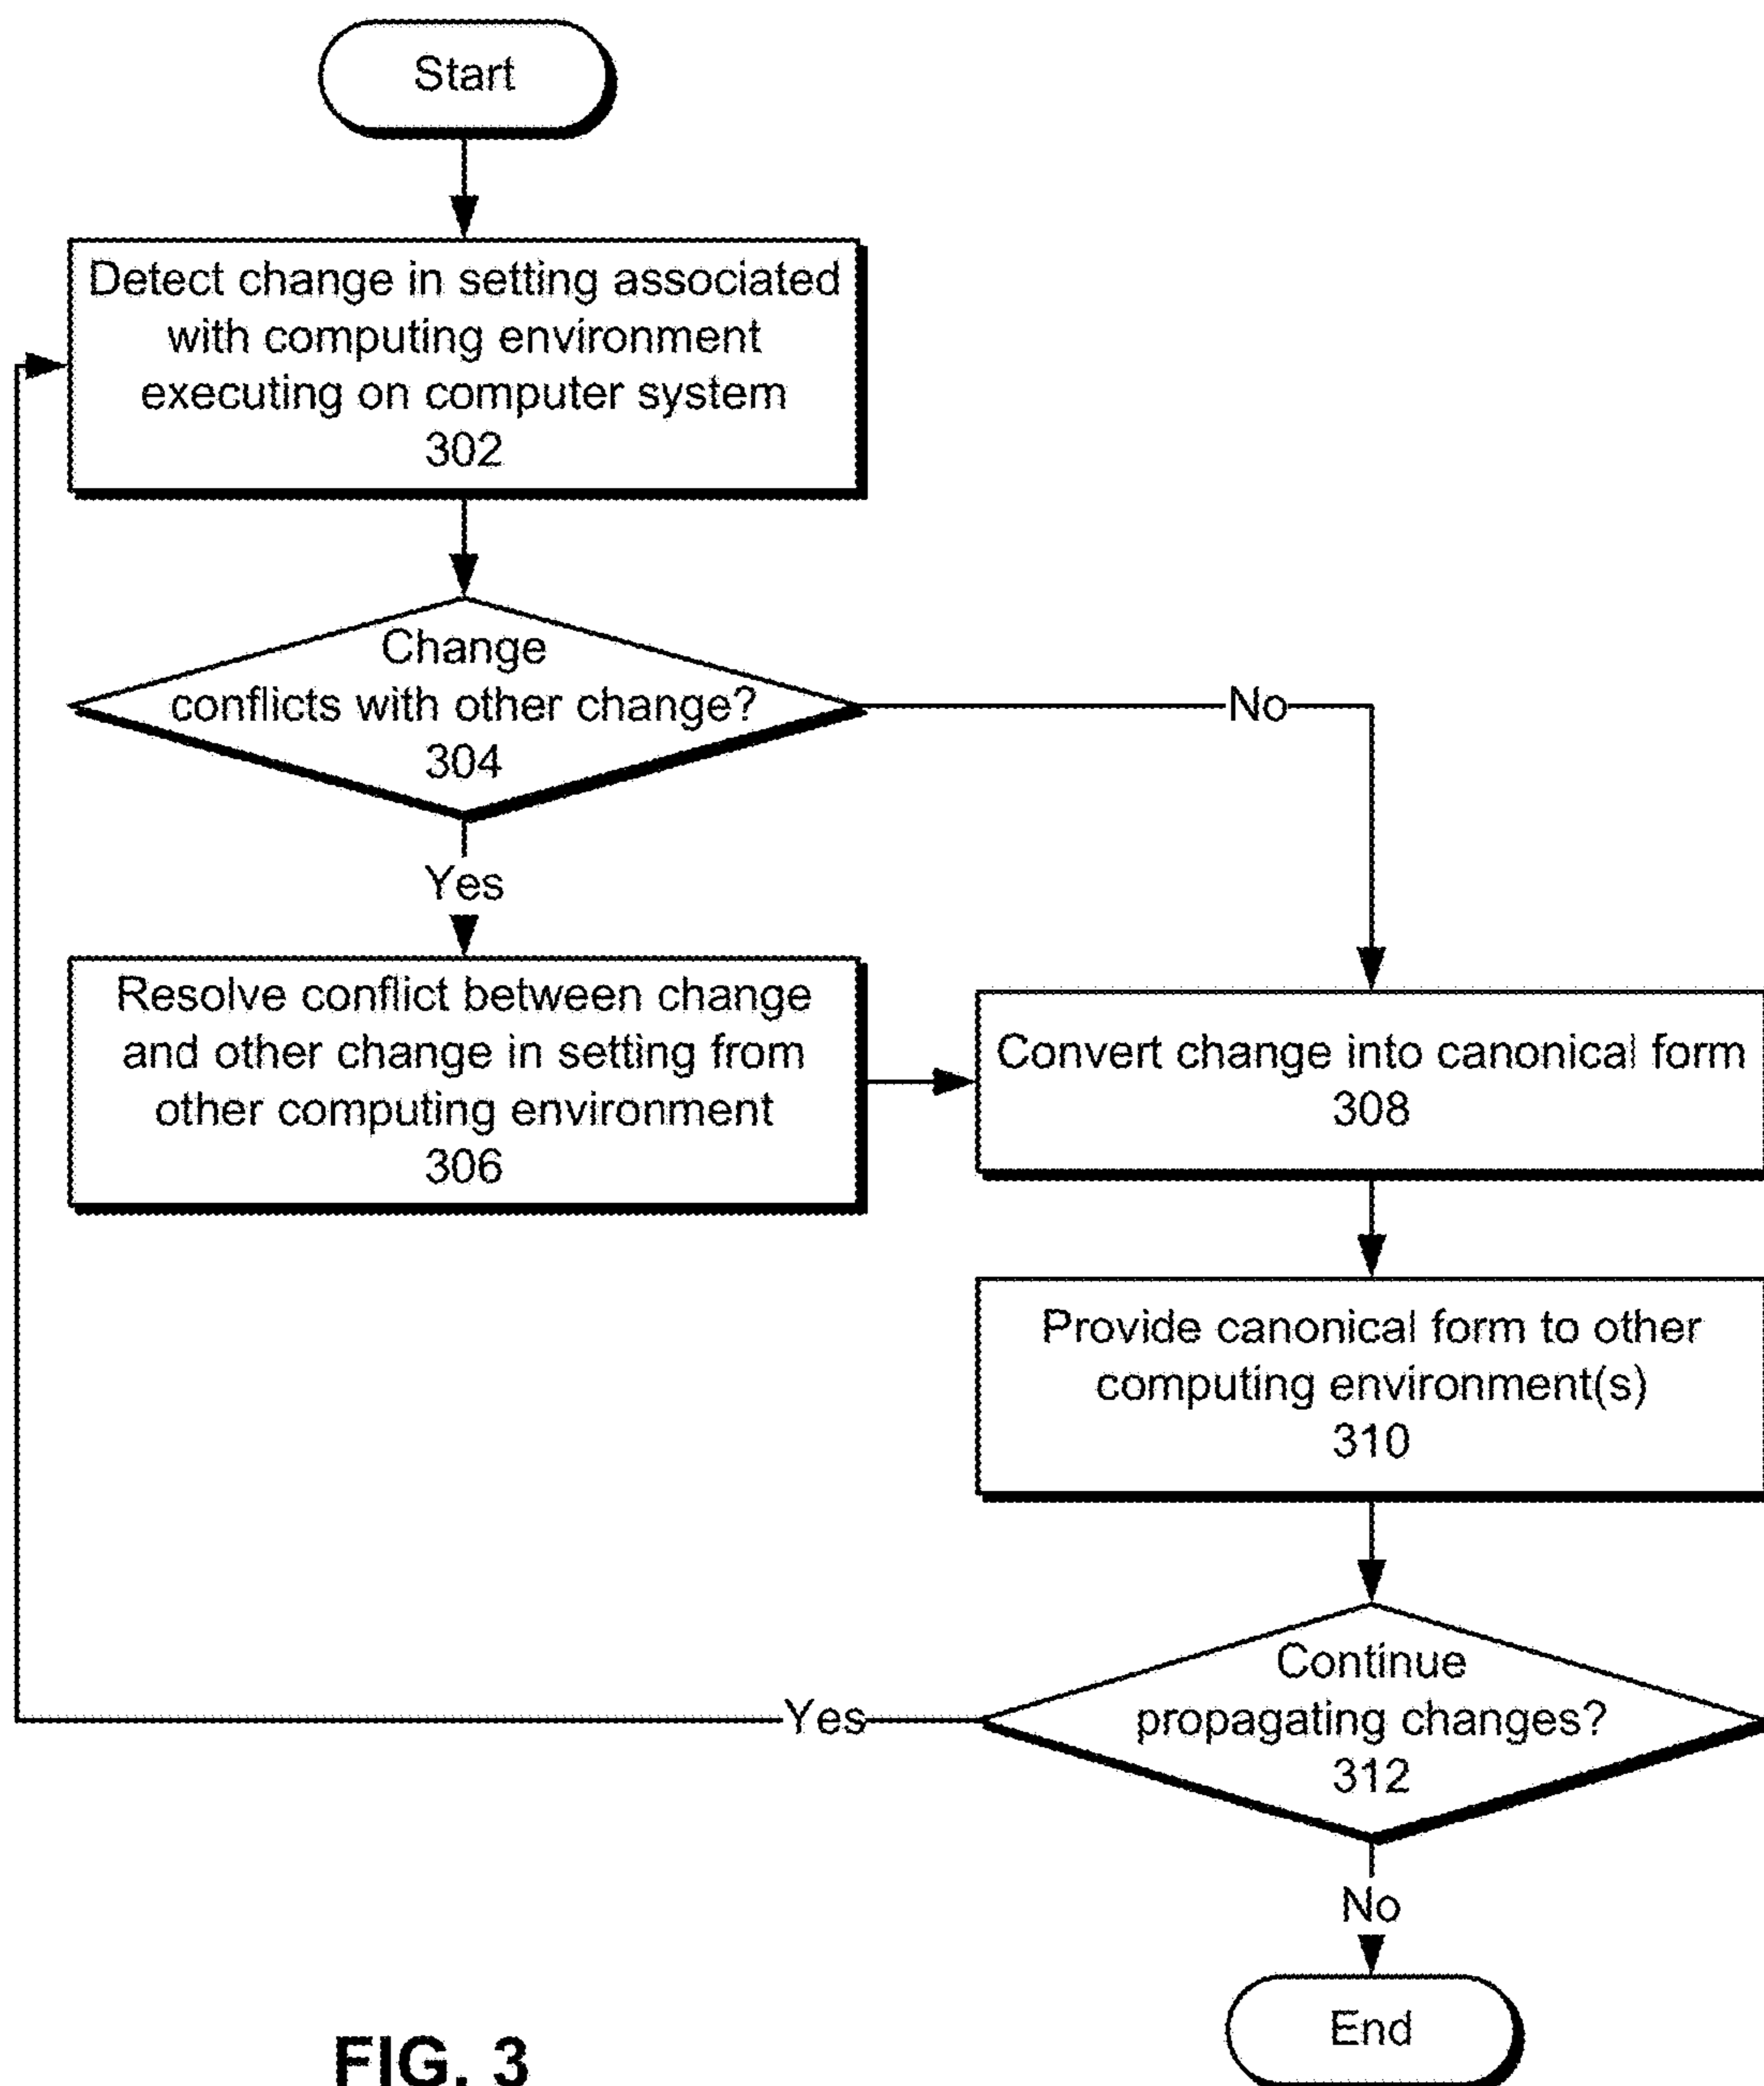 Start
Detect change in setting associated
with computing environment
executing on computer system
302
Change
conflicts with other change?
304
No
Yes
Resolve conflict between change
and other change in setting from
other computing environment
306
Convert change into canonical form
308
Provide canonical form to other
computing environment(s)
310
Continue
propagating changes?
312
Yes
No
End
FIG. 3